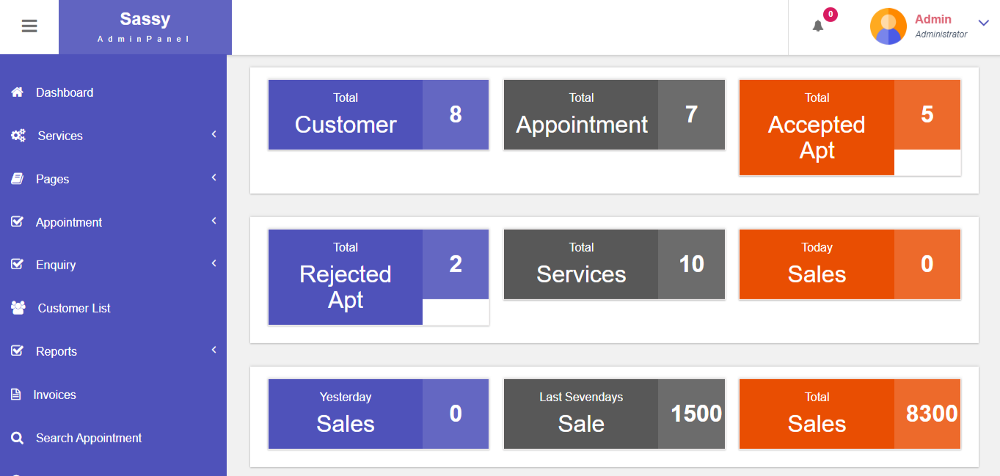 Sassy
AdminPanel
0
Admin
Administrator
Dashboard
Services
Pages
Appointment
Enquiry
Customer List
Reports
Invoices
Search Appointment
Total
Customer
8
Total
Appointment
7
Total
Accepted
Apt
5
Total
Rejected
Apt
2
Total
Services
10
Today
Sales
0
Yesterday
Sales
0
Last Sevendays
Sale
1500
Total
Sales
8300